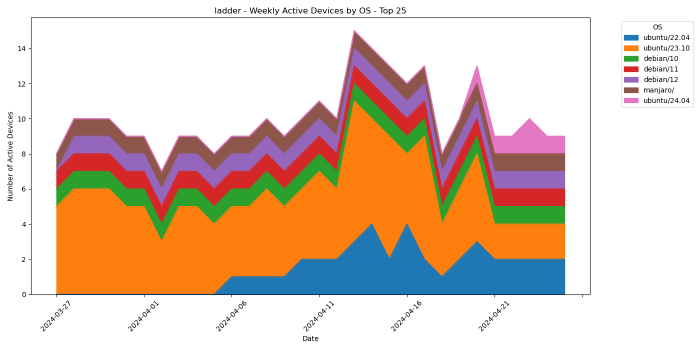 ladder - Weekly Active Devices by OS - Top 25
OS
ubuntu/22.04
ubuntu/23.10
debian/10
debian/11
debian/12
manjaro/
ubuntu/24.04
Number of Active Devices
14
12
10
8
6
4
2
0
2024-03-27
2024-04-01
2024-04-06
2024-04-11
2024-04-16
2024-04-21
Date